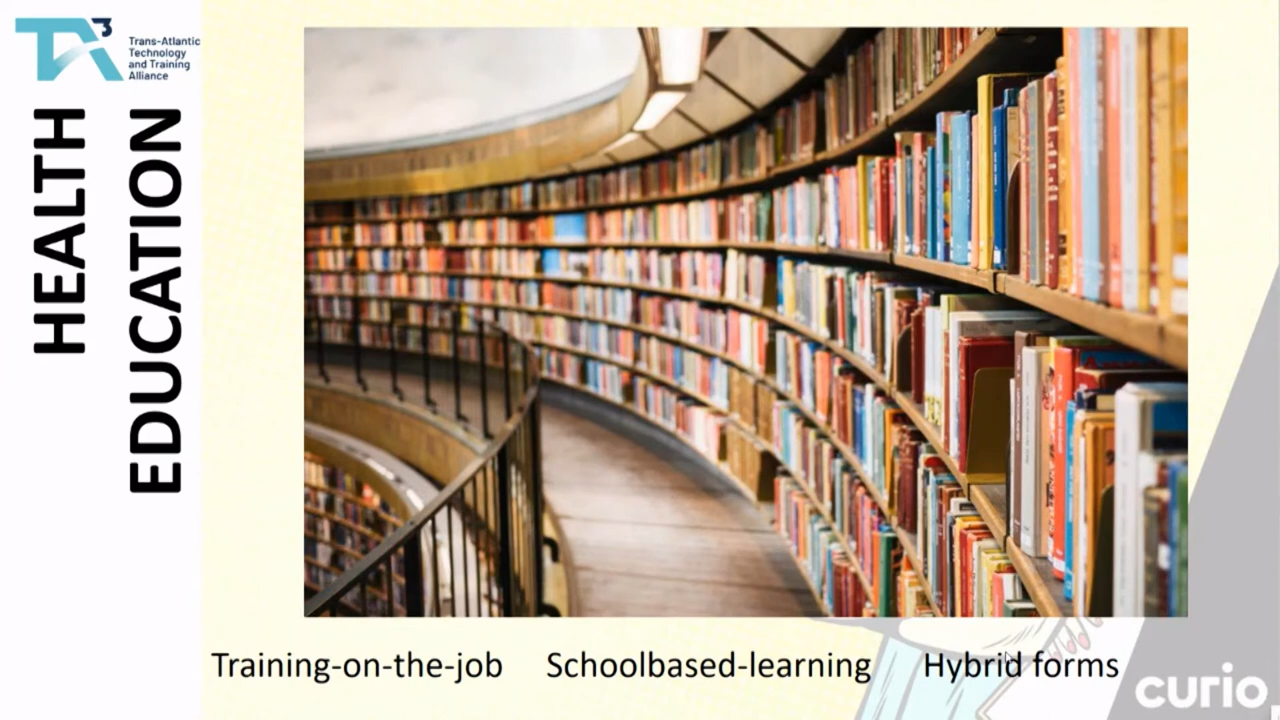 TA3
Trans-Atlantic
Technology
and Training
Alliance
HEALTH
EDUCATION
Training-on-the-job
Schoolbased-learning
Hybrid forms
curio